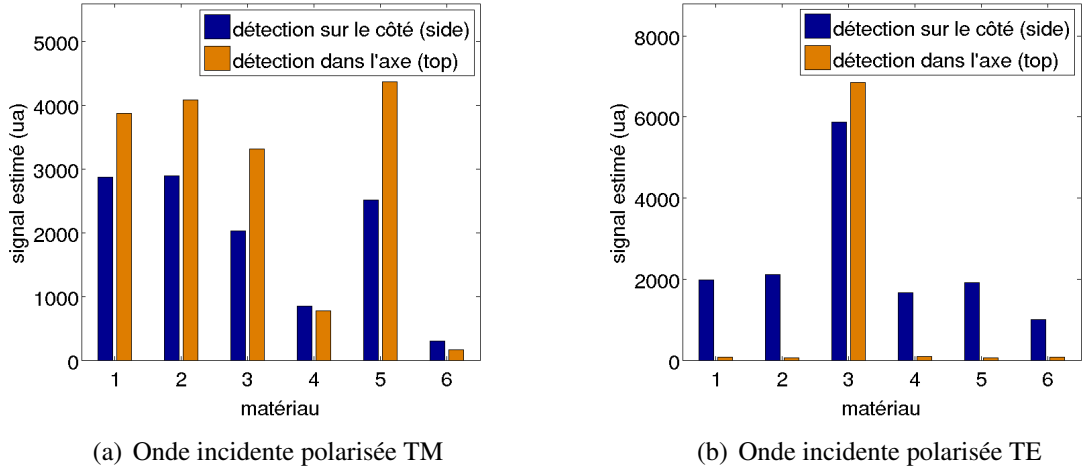 détection sur le côté (side)
détection dans l'axe (top)
signal estimé (ua)
5000
4000
3000
2000
1000
0
1 2 3 4 5 6
matériau
(a) Onde incidente polarisée TM
détection sur le côté (side)
détection dans l'axe (top)
signal estimé (ua)
8000
6000
4000
2000
0
1 2 3 4 5 6
matériau
(b) Onde incidente polarisée TE